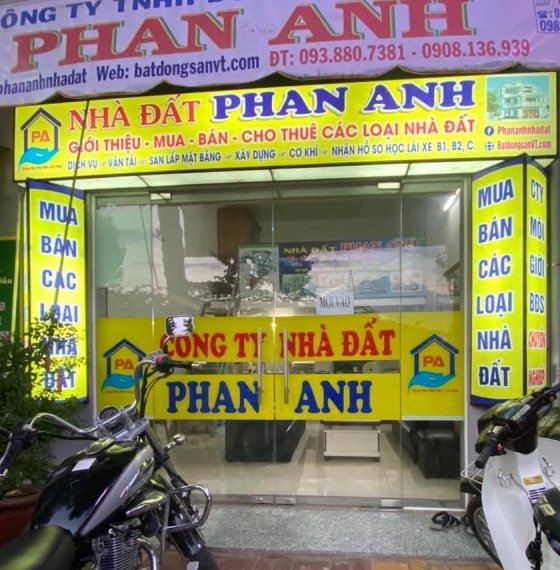 CÔNG TY TNHH
PHAN ANH
phananhnhadat Web: batdongsanvt.com ĐT: 093.880.7381 - 0908.136.939
NHÀ ĐẤT PHAN ANH
GIỚI THIỆU - MUA - BÁN - CHO THUÊ CÁC LOẠI NHÀ ĐẤT
DỊCH VỤ VẬN TẢI SAN LẤP MẶT BẰNG XÂY DỰNG CƠ KHÍ NHẬN HỒ SƠ HỌC LÁI XE B1, B2, C.
Phananhnhadat
BatdongsanVT.com
PA
MUA
BÁN
CÁC
LOẠI
NHÀ
ĐẤT
NHÀ ĐẤT PHAN ANH
MỜI VÀO
CÔNG TY NHÀ ĐẤT
PHAN ANH
PA
PA
MUA
BÁN
CÁC
LOẠI
NHÀ
ĐẤT
CTY
MÔI
GIỚI
BĐS
CHUYÊN
NGHIỆP